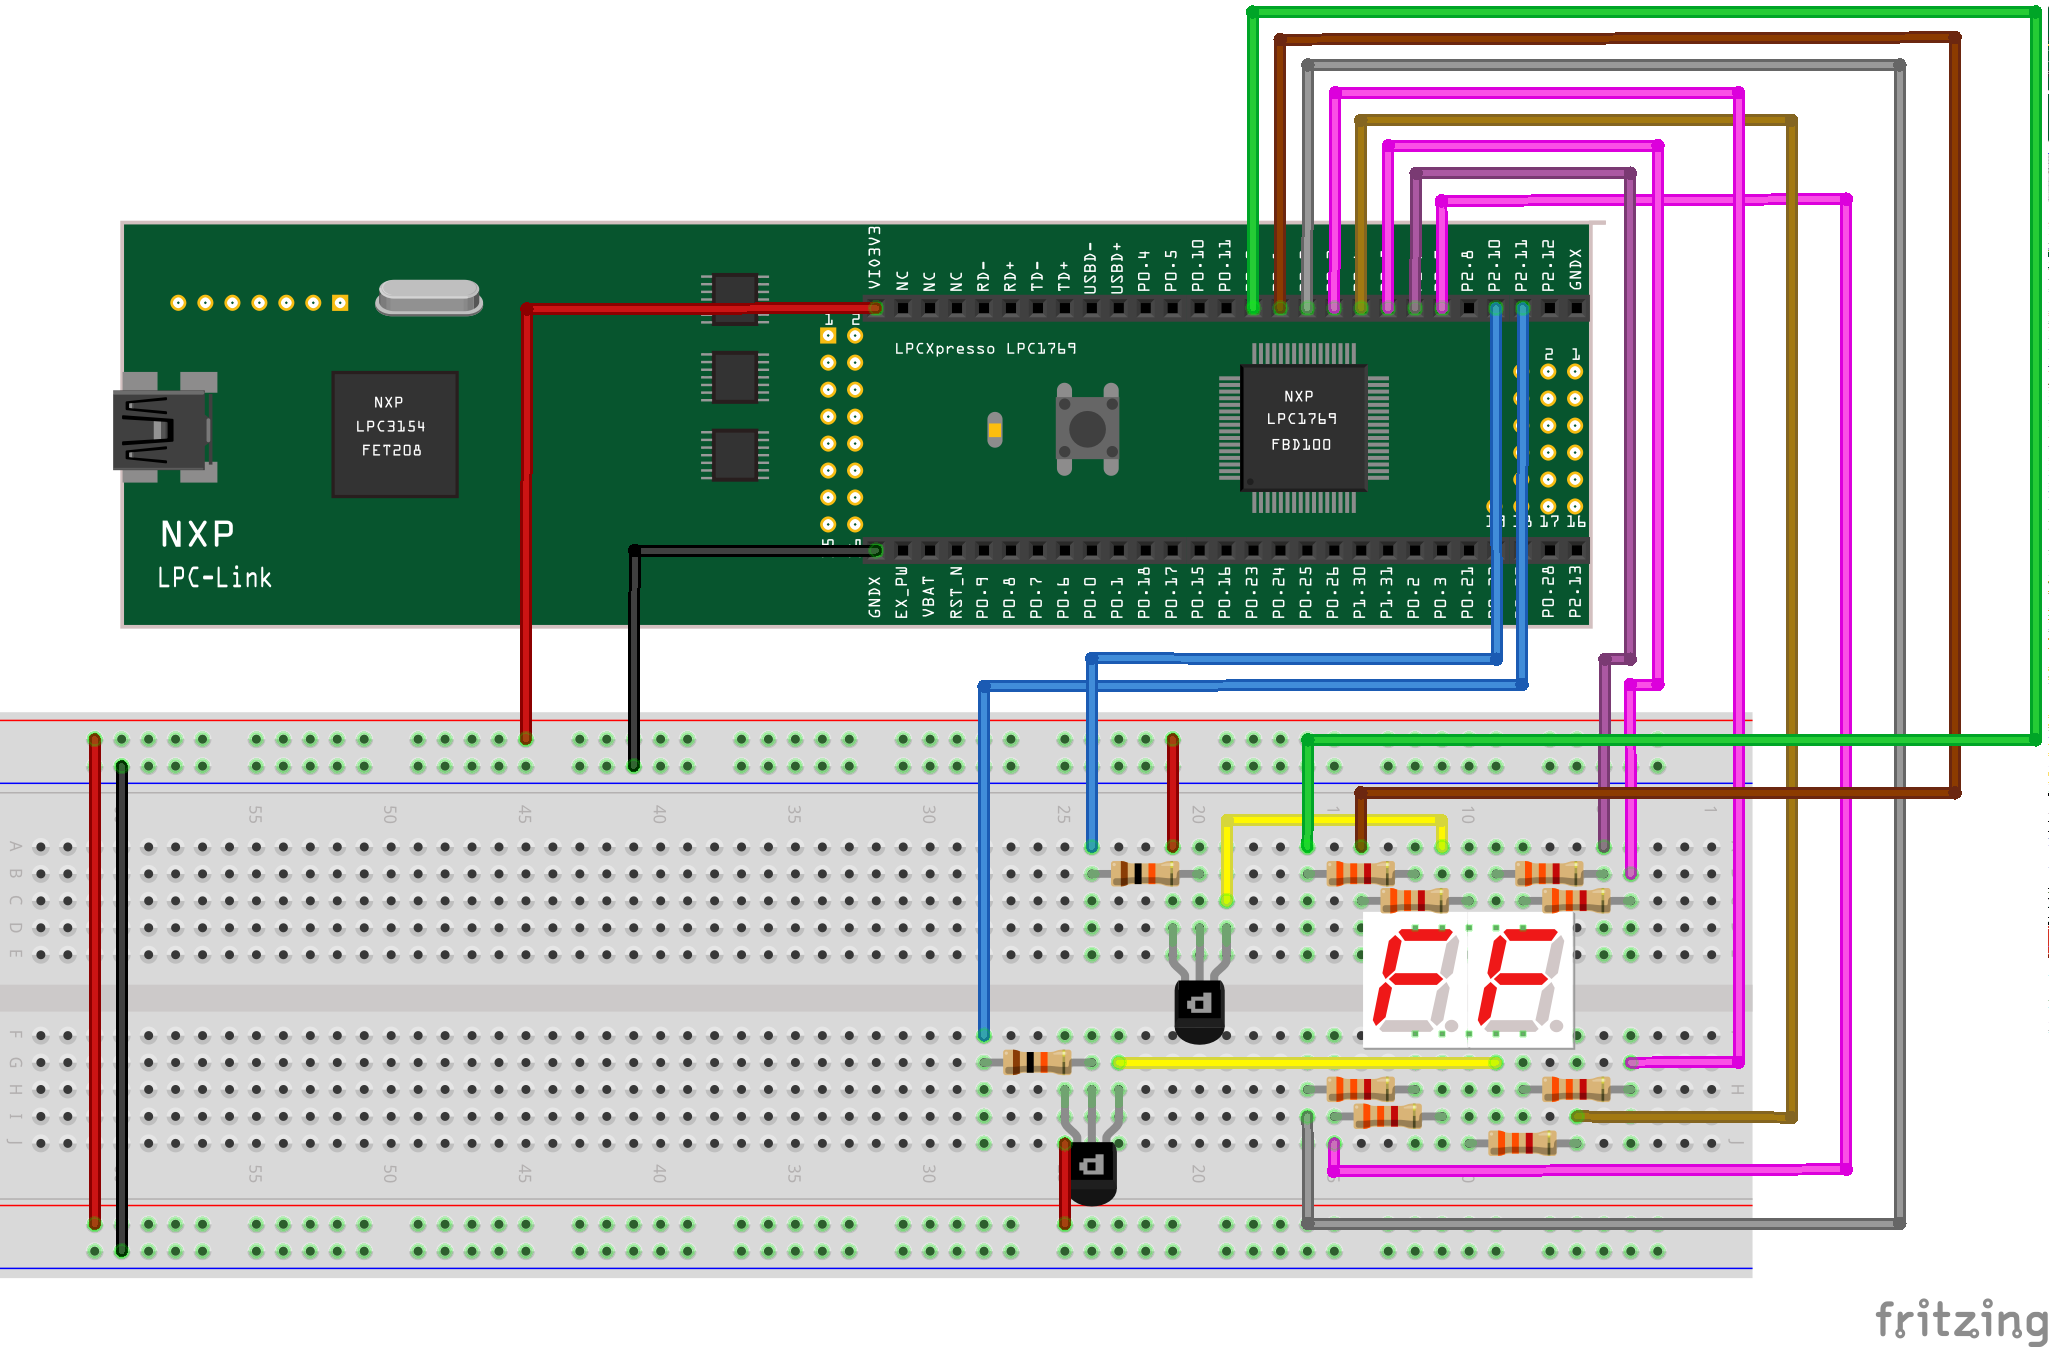 VIO3V3
NC
NC
NC
RD-
RD+
TD-
TD+
USBD-
USBD+
P0.4
P0.5
P0.10
P0.11
P2.8
P2.10
P2.11
P2.12
GNDX
1
2
LPCXpresso LPC1769
2
1
NXP
LPC3154
FET208
NXP
LPC1769
FBD100
17
16
NXP
LPC-Link
GNDX
EX_PW
VBAT
RST_N
P0.9
P0.8
P0.7
P0.6
P0.0
P0.1
P0.18
P0.17
P0.15
P0.16
P0.23
P0.24
P0.25
P0.26
P1.30
P1.31
P0.2
P0.3
P0.21
P0.28
P2.13
55
50
45
40
35
30
25
20
10
1
A
B
C
D
E
F
G
H
I
J
H
J
55
50
45
40
35
30
20
fritzing